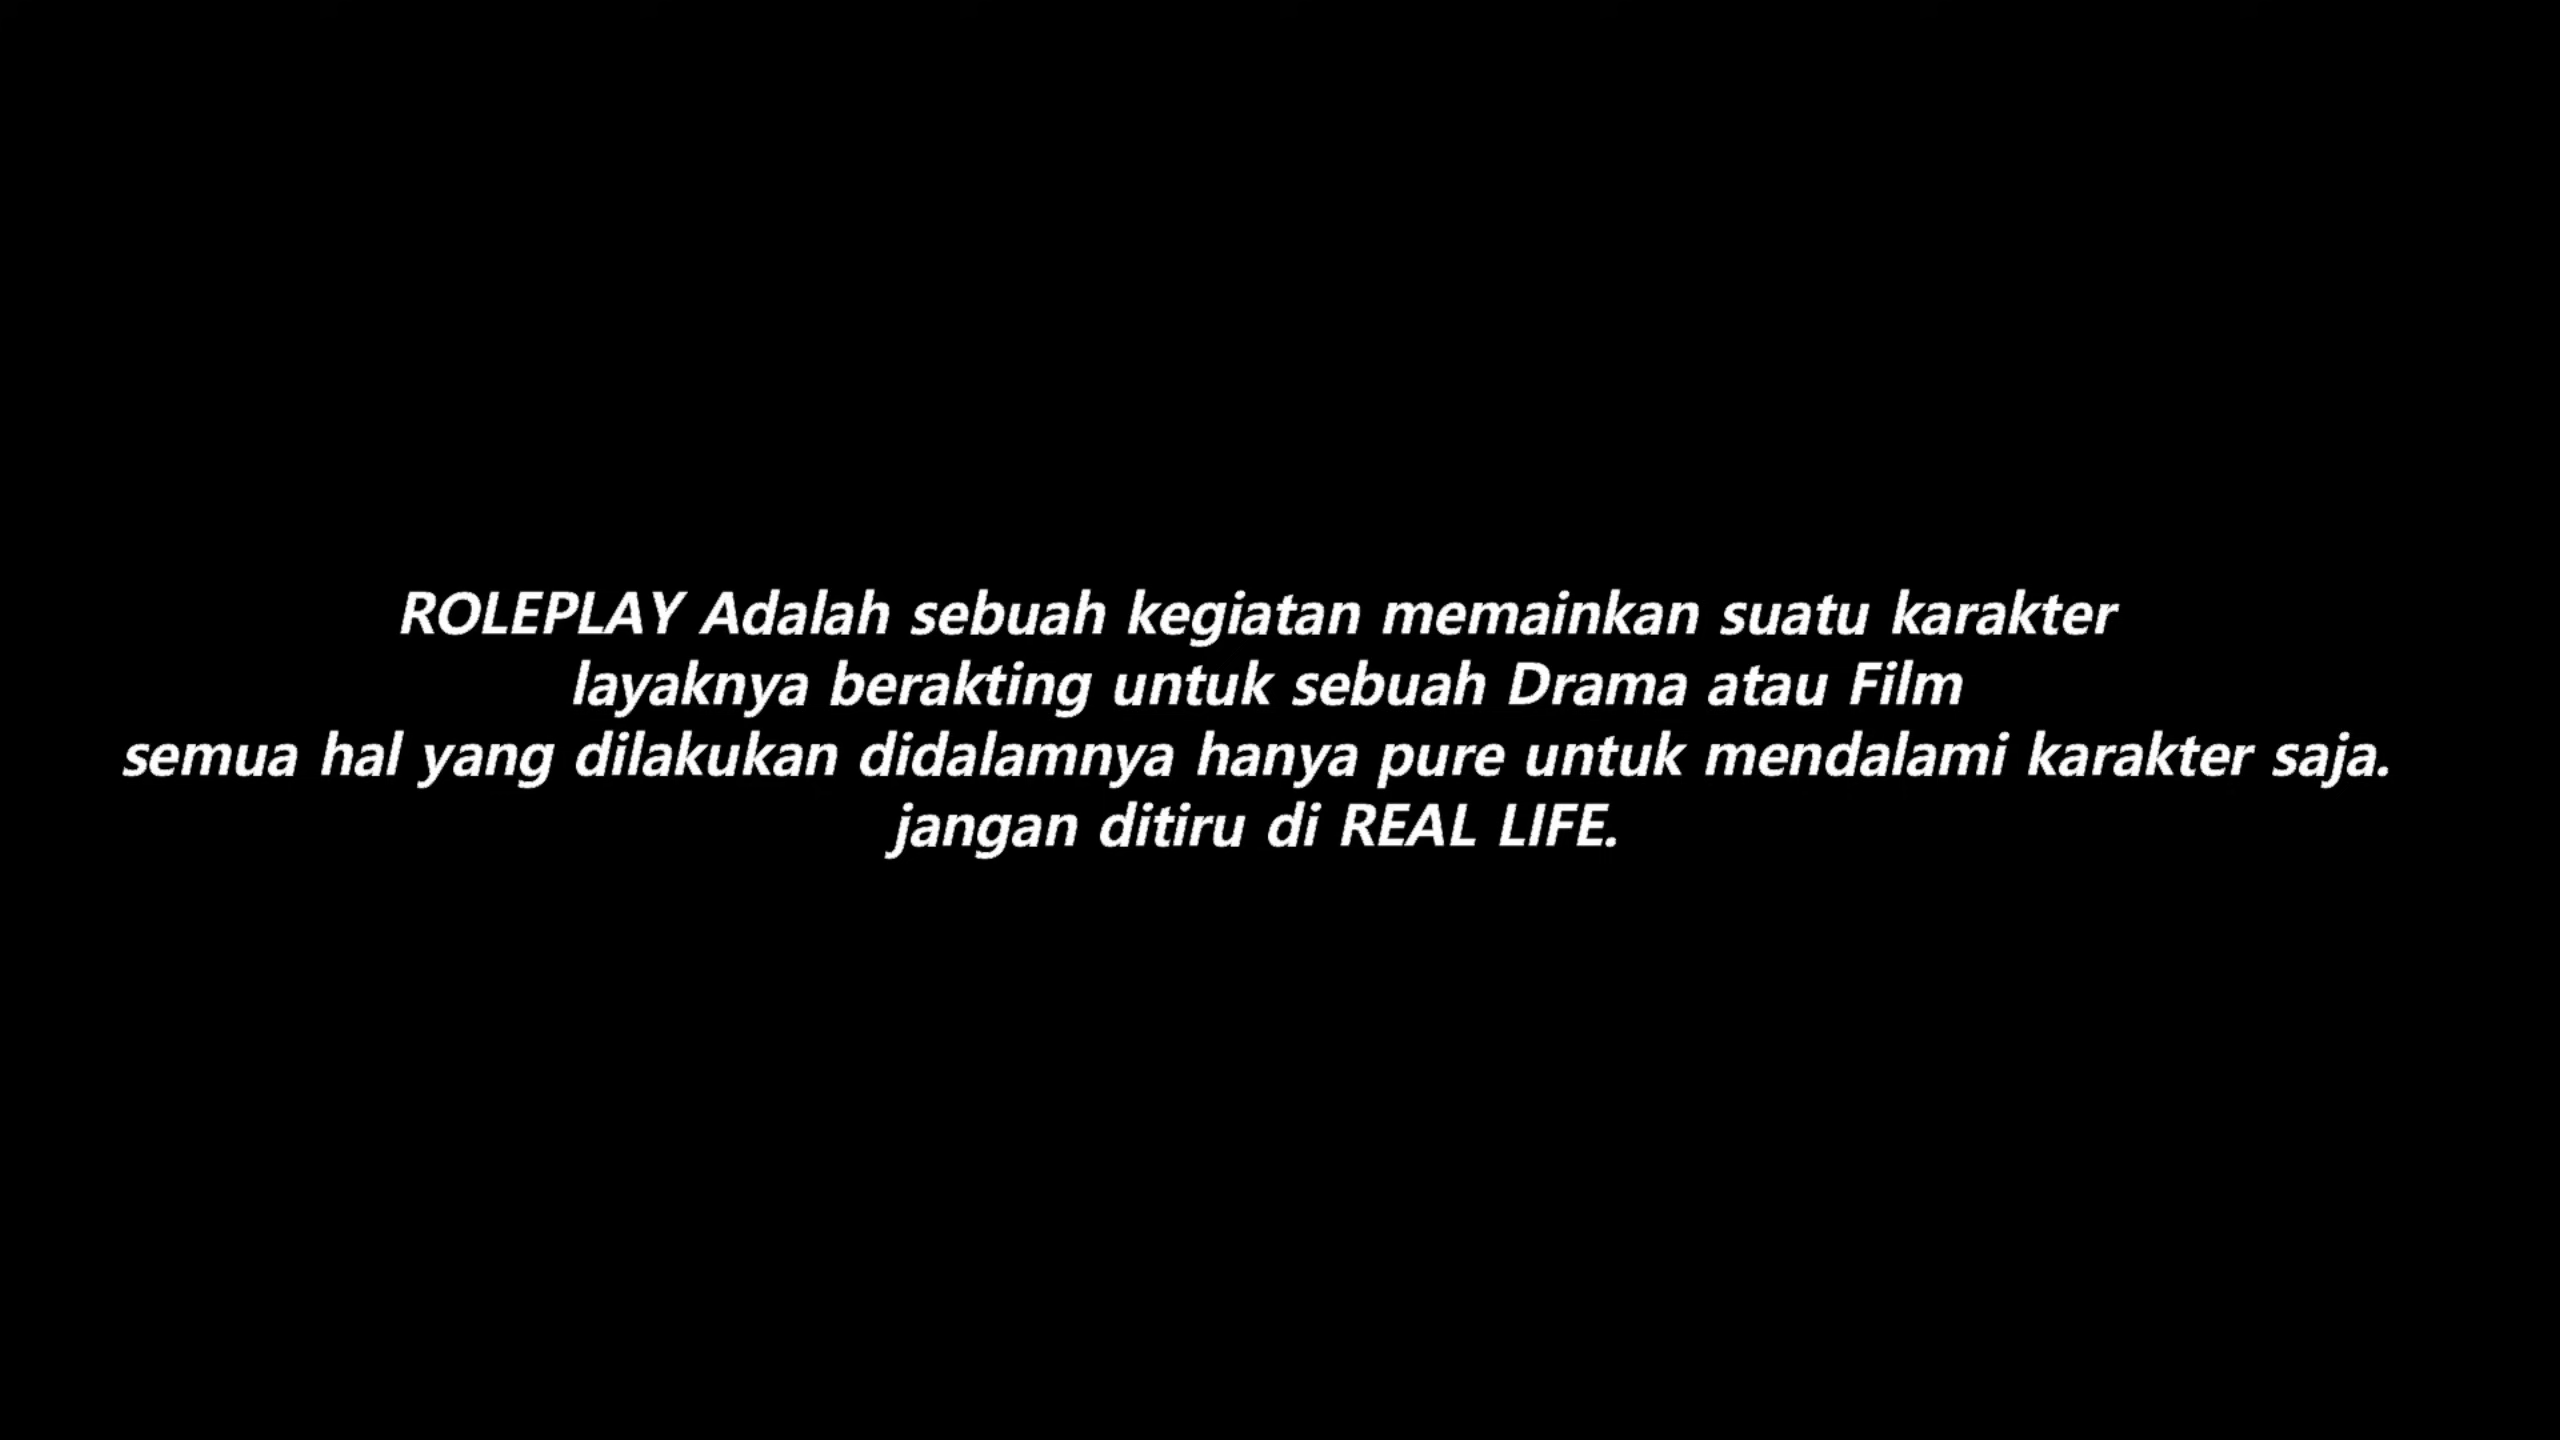 ROLEPLAY Adalah sebuah kegiatan memainkan suatu karakter
layaknya berakting untuk sebuah Drama atau Film
semua hal yang dilakukan didalamnya hanya pure untuk mendalami karakter saja.
jangan ditiru di REAL LIFE.